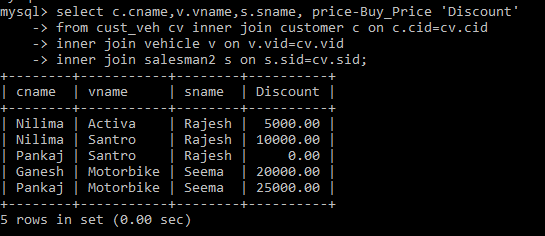 mysql> select c.cname,v.vname,s.sname, price-Buy_Price 'Discount'
    -> from cust_veh cv inner join customer c on c.cid=cv.cid
    -> inner join vehicle v on v.vid=cv.vid
    -> inner join salesman2 s on s.sid=cv.sid;
+--------+-----------+--------+----------+
| cname  | vname     | sname  | Discount |
+--------+-----------+--------+----------+
| Nilima | Activa    | Rajesh |  5000.00 |
| Nilima | Santro    | Rajesh | 10000.00 |
| Pankaj | Santro    | Rajesh |     0.00 |
| Ganesh | Motorbike | Seema  | 20000.00 |
| Pankaj | Motorbike | Seema  | 25000.00 |
+--------+-----------+--------+----------+
5 rows in set (0.00 sec)